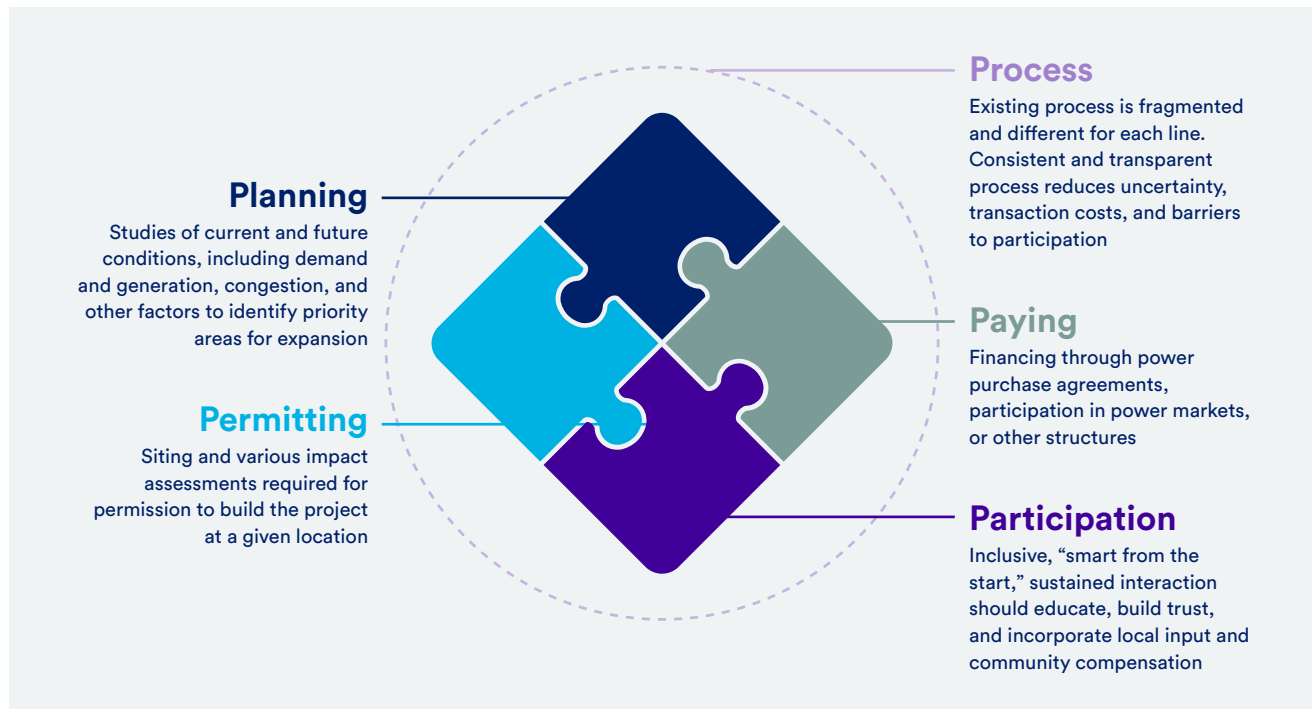 Planning
Studies of current and future
conditions, including demand
and generation, congestion, and
other factors to identify priority
areas for expansion
Permitting
Siting and various impact
assessments required for
permission to build the project
at a given location
Process
Existing process is fragmented
and different for each line.
Consistent and transparent
process reduces uncertainty,
transaction costs, and barriers
to participation
Paying
Financing through power
purchase agreements,
participation in power markets,
or other structures
Participation
Inclusive, “smart from the
start,” sustained interaction
should educate, build trust,
and incorporate local input and
community compensation